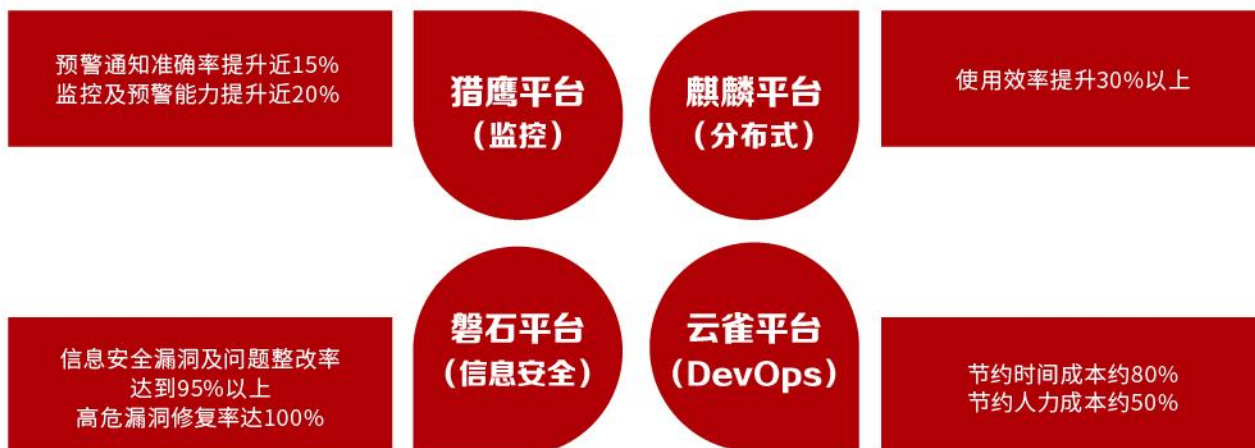 预警通知准确率提升近15%
监控及预警能力提升近20%
猎鹰平台
（监控）
麒麟平台
（分布式）
使用效率提升30%以上
信息安全漏洞及问题整改率
达到95%以上
高危漏洞修复率达100%
磐石平台
（信息安全）
云雀平台
（DevOps）
节约时间成本约80%
节约人力成本约50%